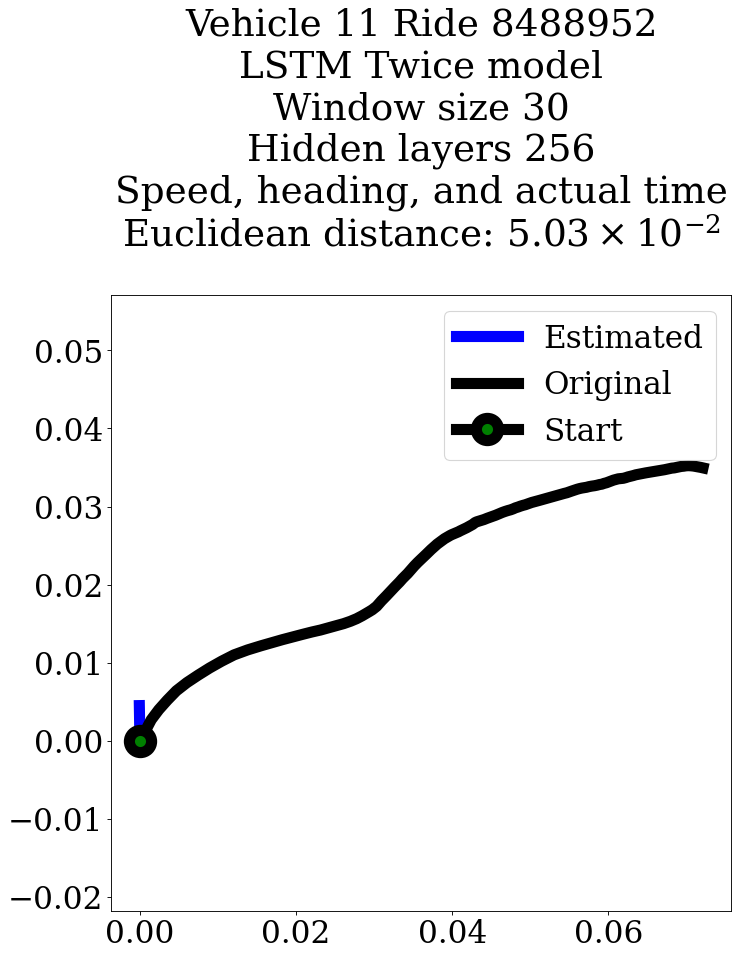 Vehicle 11 Ride 8488952
LSTM Twice model
Window size 30
Hidden layers 256
Speed, heading, and actual time
Euclidean distance: 5.03 × 10⁻²
Estimated
Original
Start
0.05
0.04
0.03
0.02
0.01
0.00
−0.01
−0.02
0.00 0.02 0.04 0.06